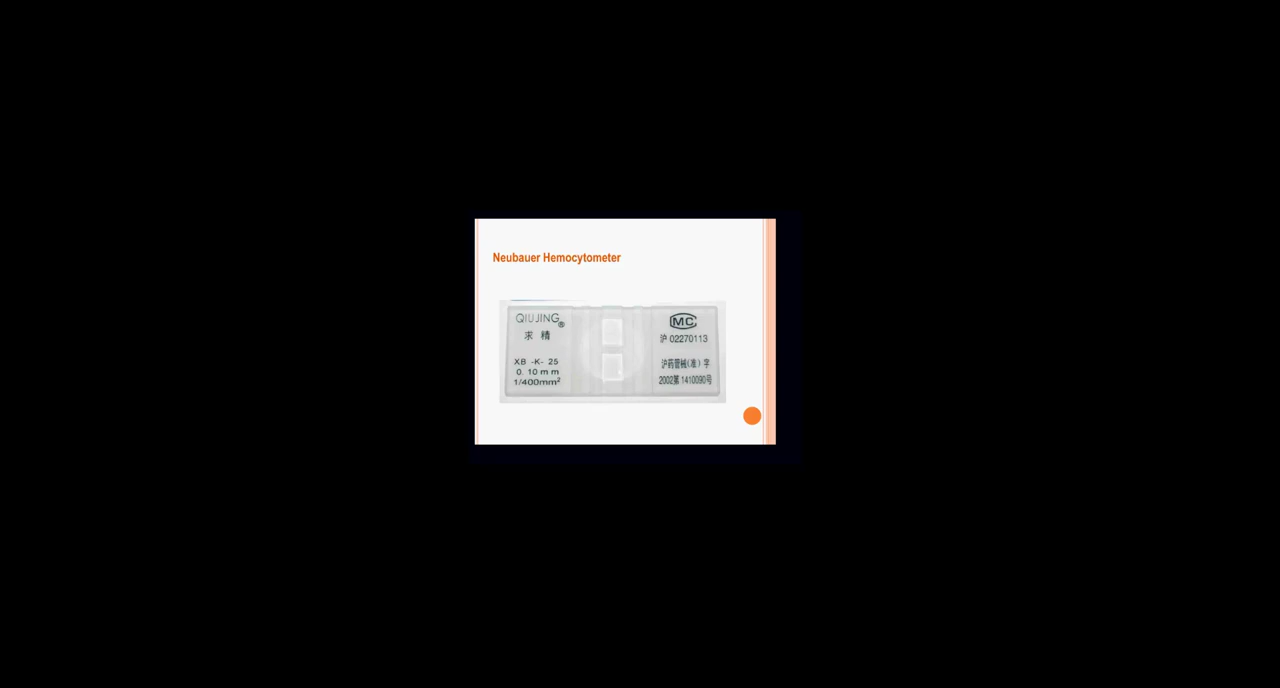 Neubauer Hemocytometer
QIUJING®
求 精
XB -K- 25
0. 10 m m
1/400mm²
MC
沪 02270113
沪药管械(准)字
2002第1410090号